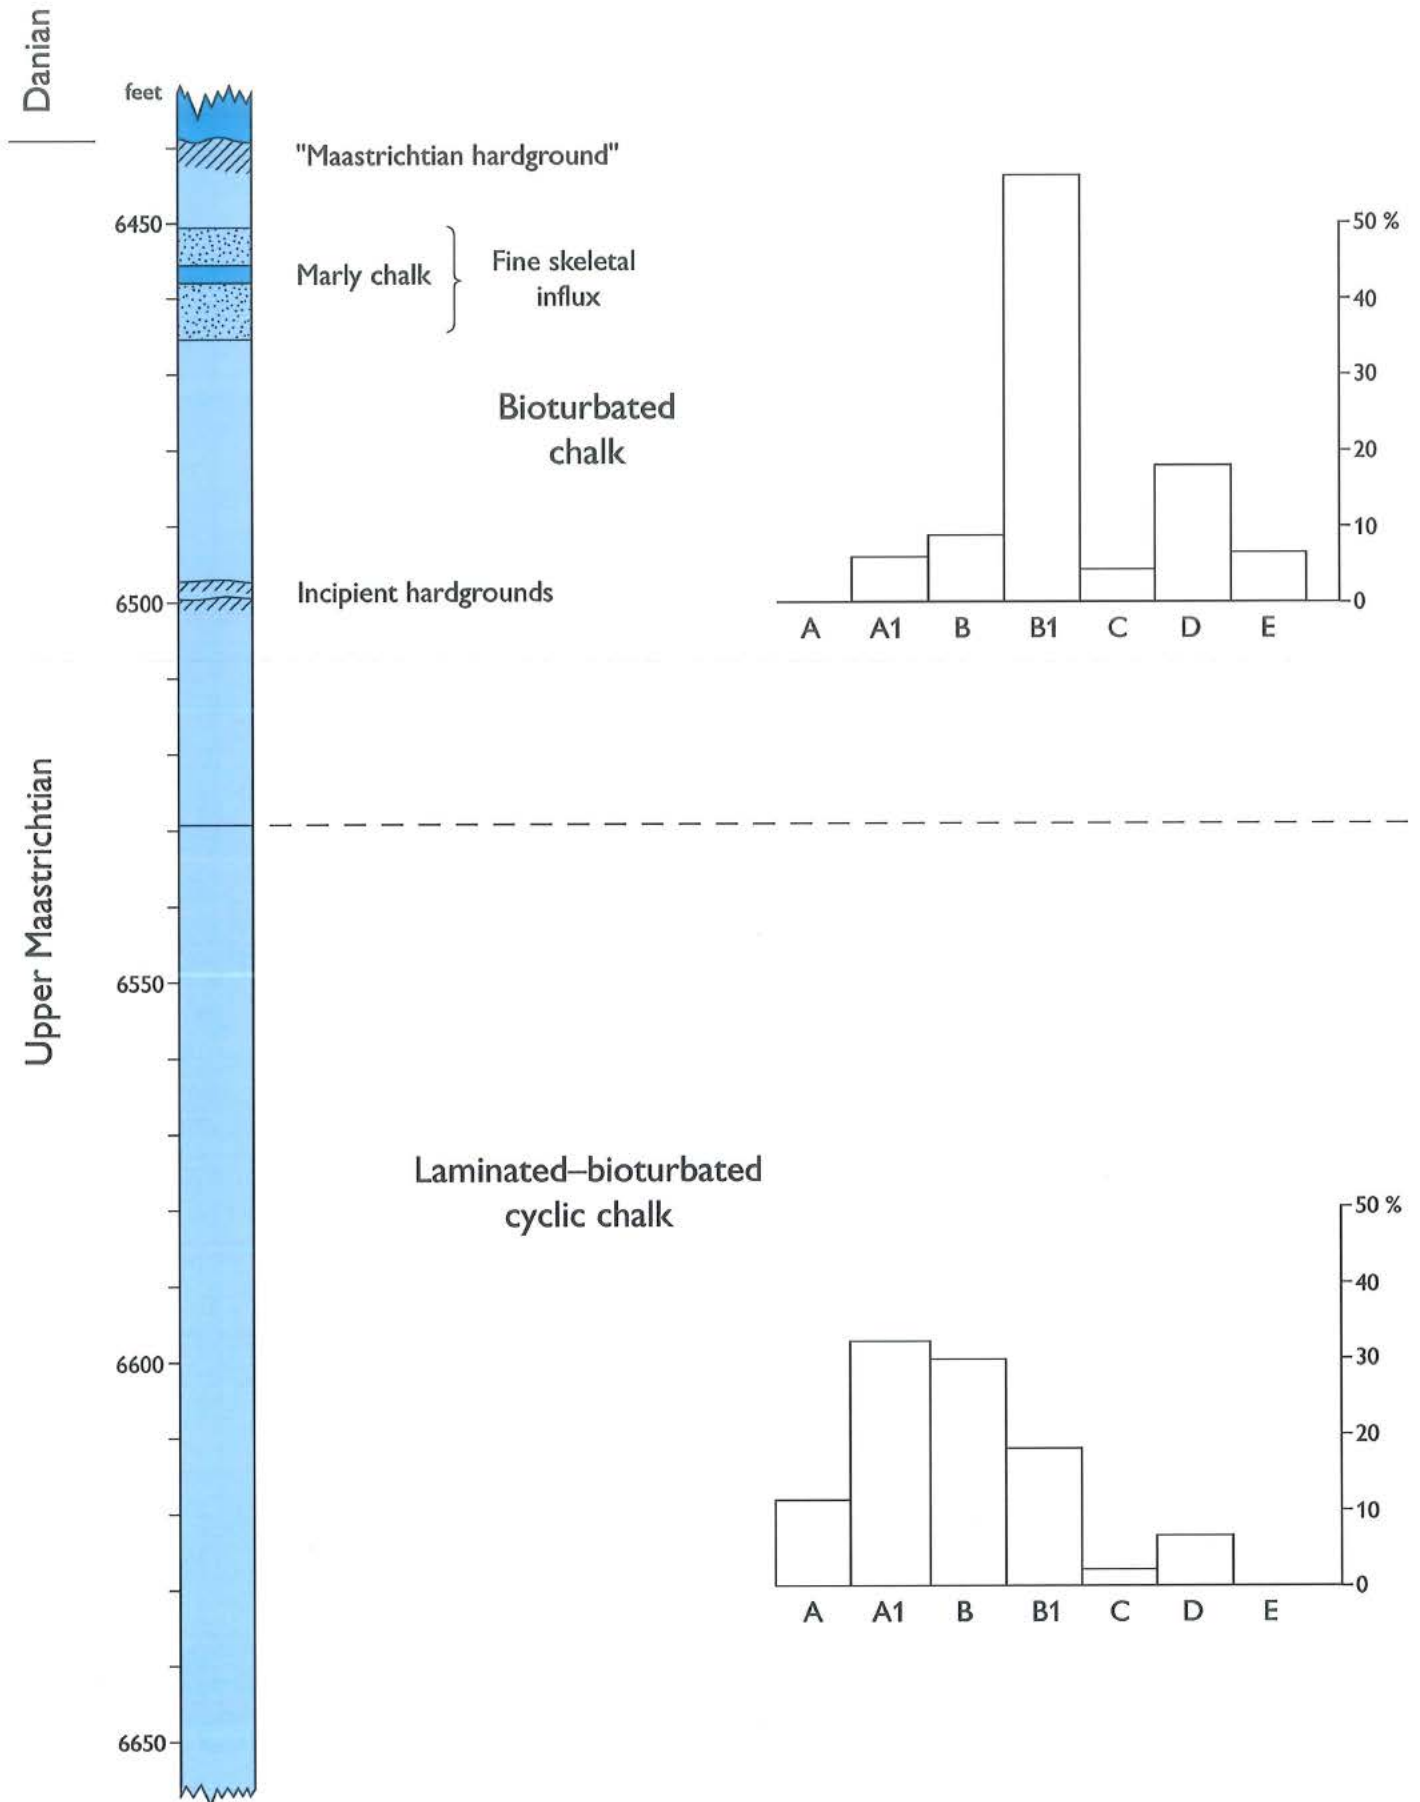 Danian
feet
"Maastrichtian hardground"
6450
Marly chalk
Fine skeletal
influx
50 %
40
30
20
10
0
Bioturbated
chalk
Incipient hardgrounds
6500
A A1 B B1 C D E
Upper Maastrichtian
6550
Laminated–bioturbated
cyclic chalk
50 %
40
30
20
10
0
6600
A A1 B B1 C D E
6650